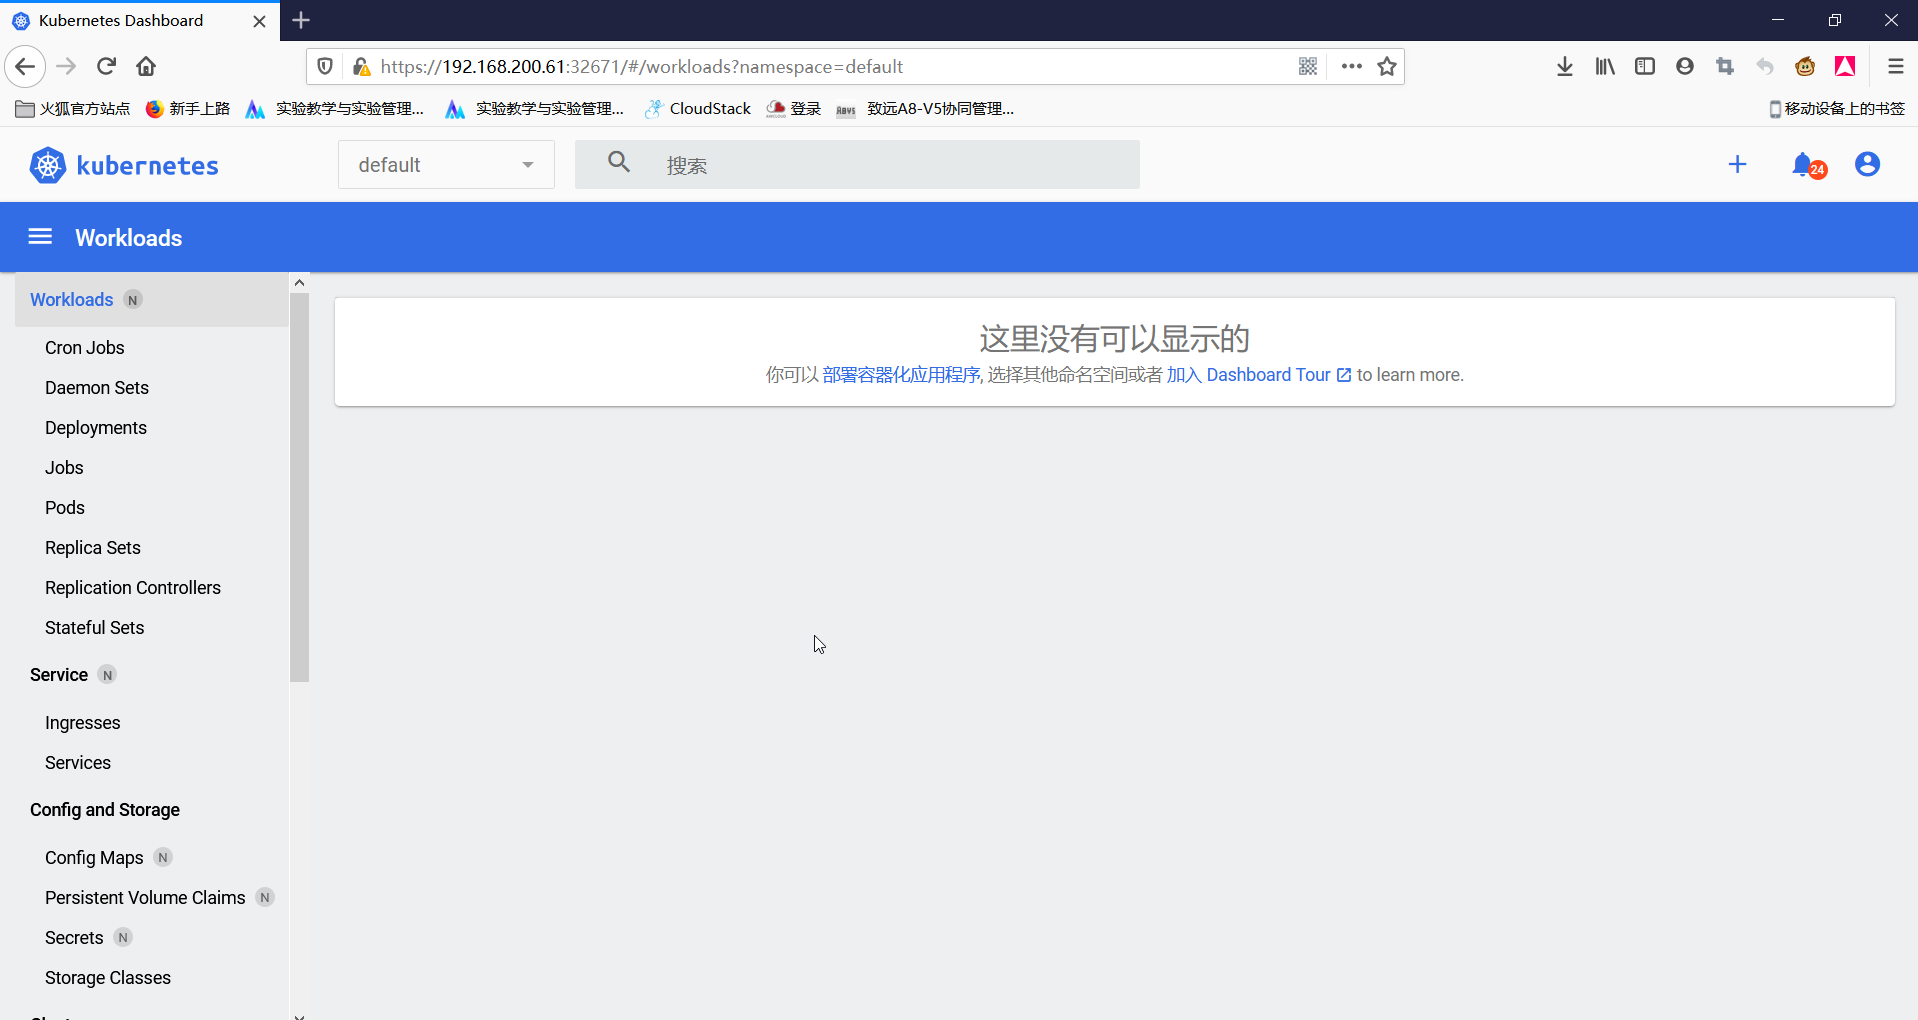 Kubernetes Dashboard
https://192.168.200.61:32671/#/workloads?namespace=default
火狐官方站点 新手上路 实验教学与实验管理... 实验教学与实验管理... CloudStack 登录 致远A8-V5协同管理... 移动设备上的书签
kubernetes default 搜索 24
Workloads
Workloads N
Cron Jobs
Daemon Sets
Deployments
Jobs
Pods
Replica Sets
Replication Controllers
Stateful Sets
Service N
Ingresses
Services
Config and Storage
Config Maps N
Persistent Volume Claims N
Secrets N
Storage Classes
这里没有可以显示的
你可以 部署容器化应用程序, 选择其他命名空间或者 加入 Dashboard Tour to learn more.